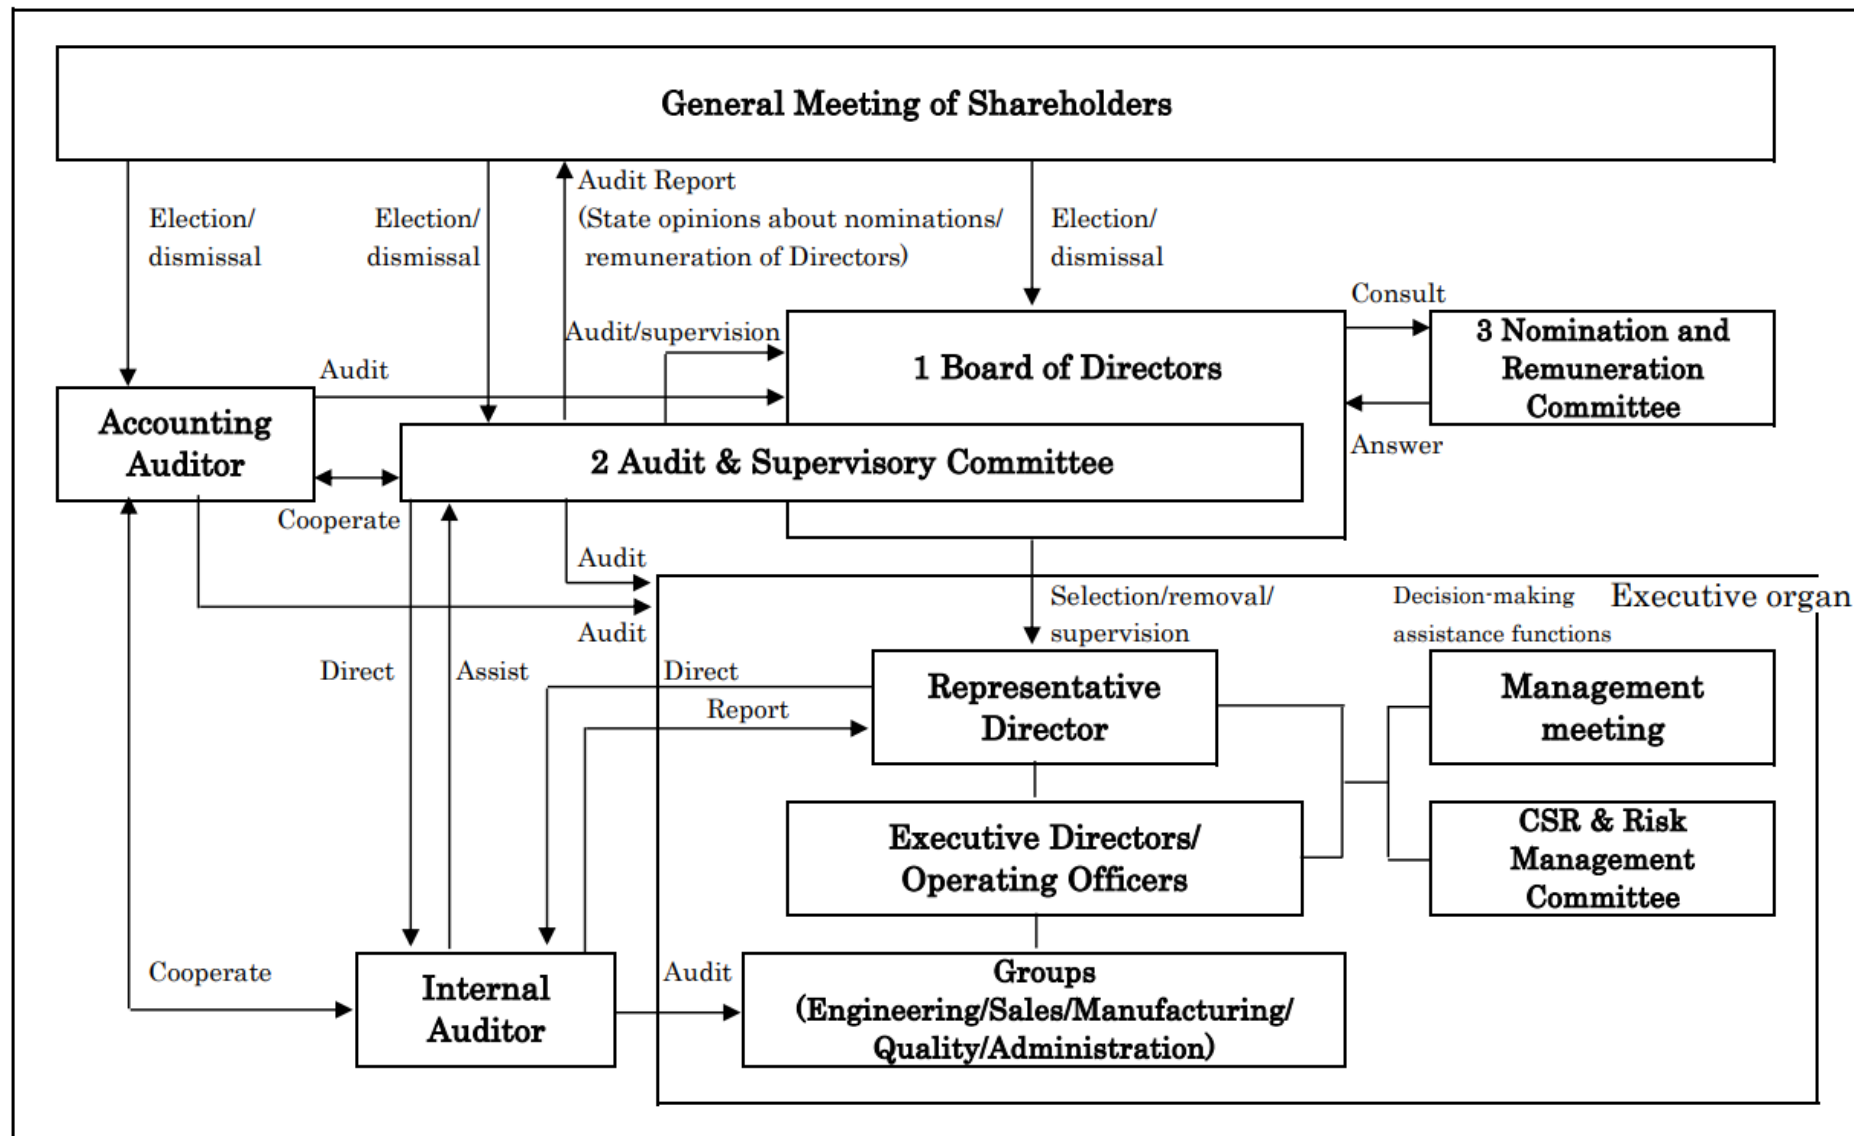 General Meeting of Shareholders
Election/
dismissal
Election/
dismissal
Audit Report
(State opinions about nominations/
remuneration of Directors)
Election/
dismissal
Consult
Audit/supervision
1 Board of Directors
3 Nomination and
Remuneration
Committee
Audit
Accounting
Auditor
2 Audit & Supervisory Committee
Answer
Cooperate
Audit
Audit
Selection/removal/
supervision
Decision-making
assistance functions
Executive organ
Direct
Assist
Direct
Report
Representative
Director
Management
meeting
Executive Directors/
Operating Officers
CSR & Risk
Management
Committee
Cooperate
Internal
Auditor
Audit
Groups
(Engineering/Sales/Manufacturing/
Quality/Administration)